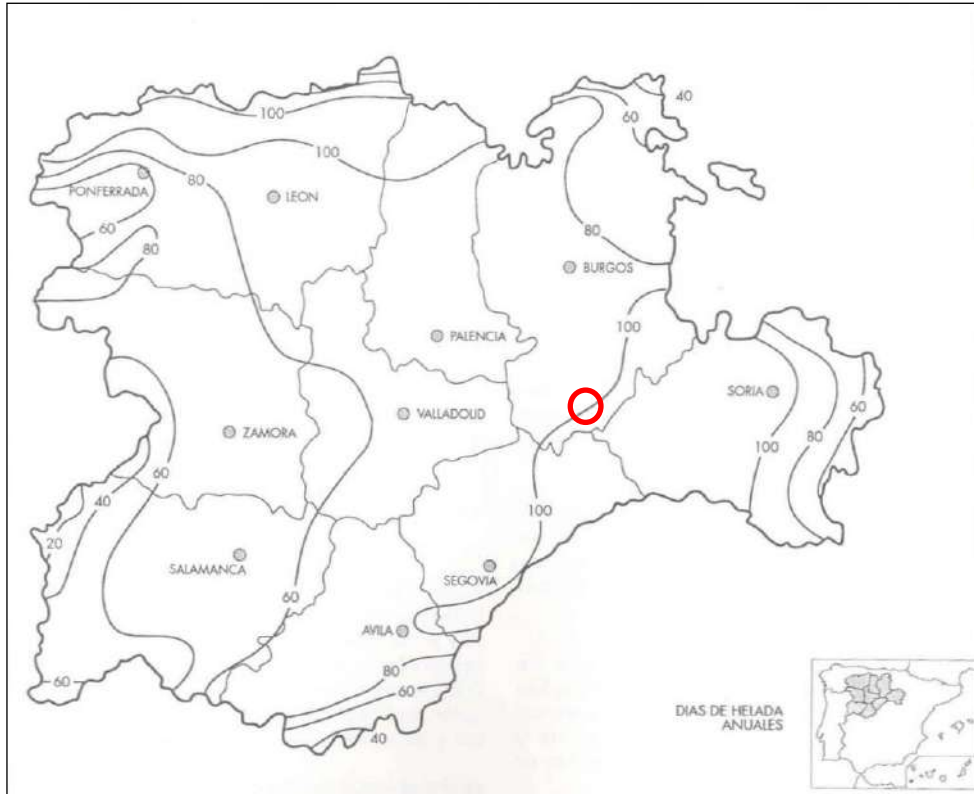 40
60
100
100
80
PONFERRADA
LEON
60
80
80
BURGOS
100
PALENCIA
SORIA
60
VALLADOLID
ZAMORA
80
100
60
40
100
20
SALAMANCA
SEGOVIA
60
AVILA
80
60
60
40
DIAS DE HELADA
ANUALES